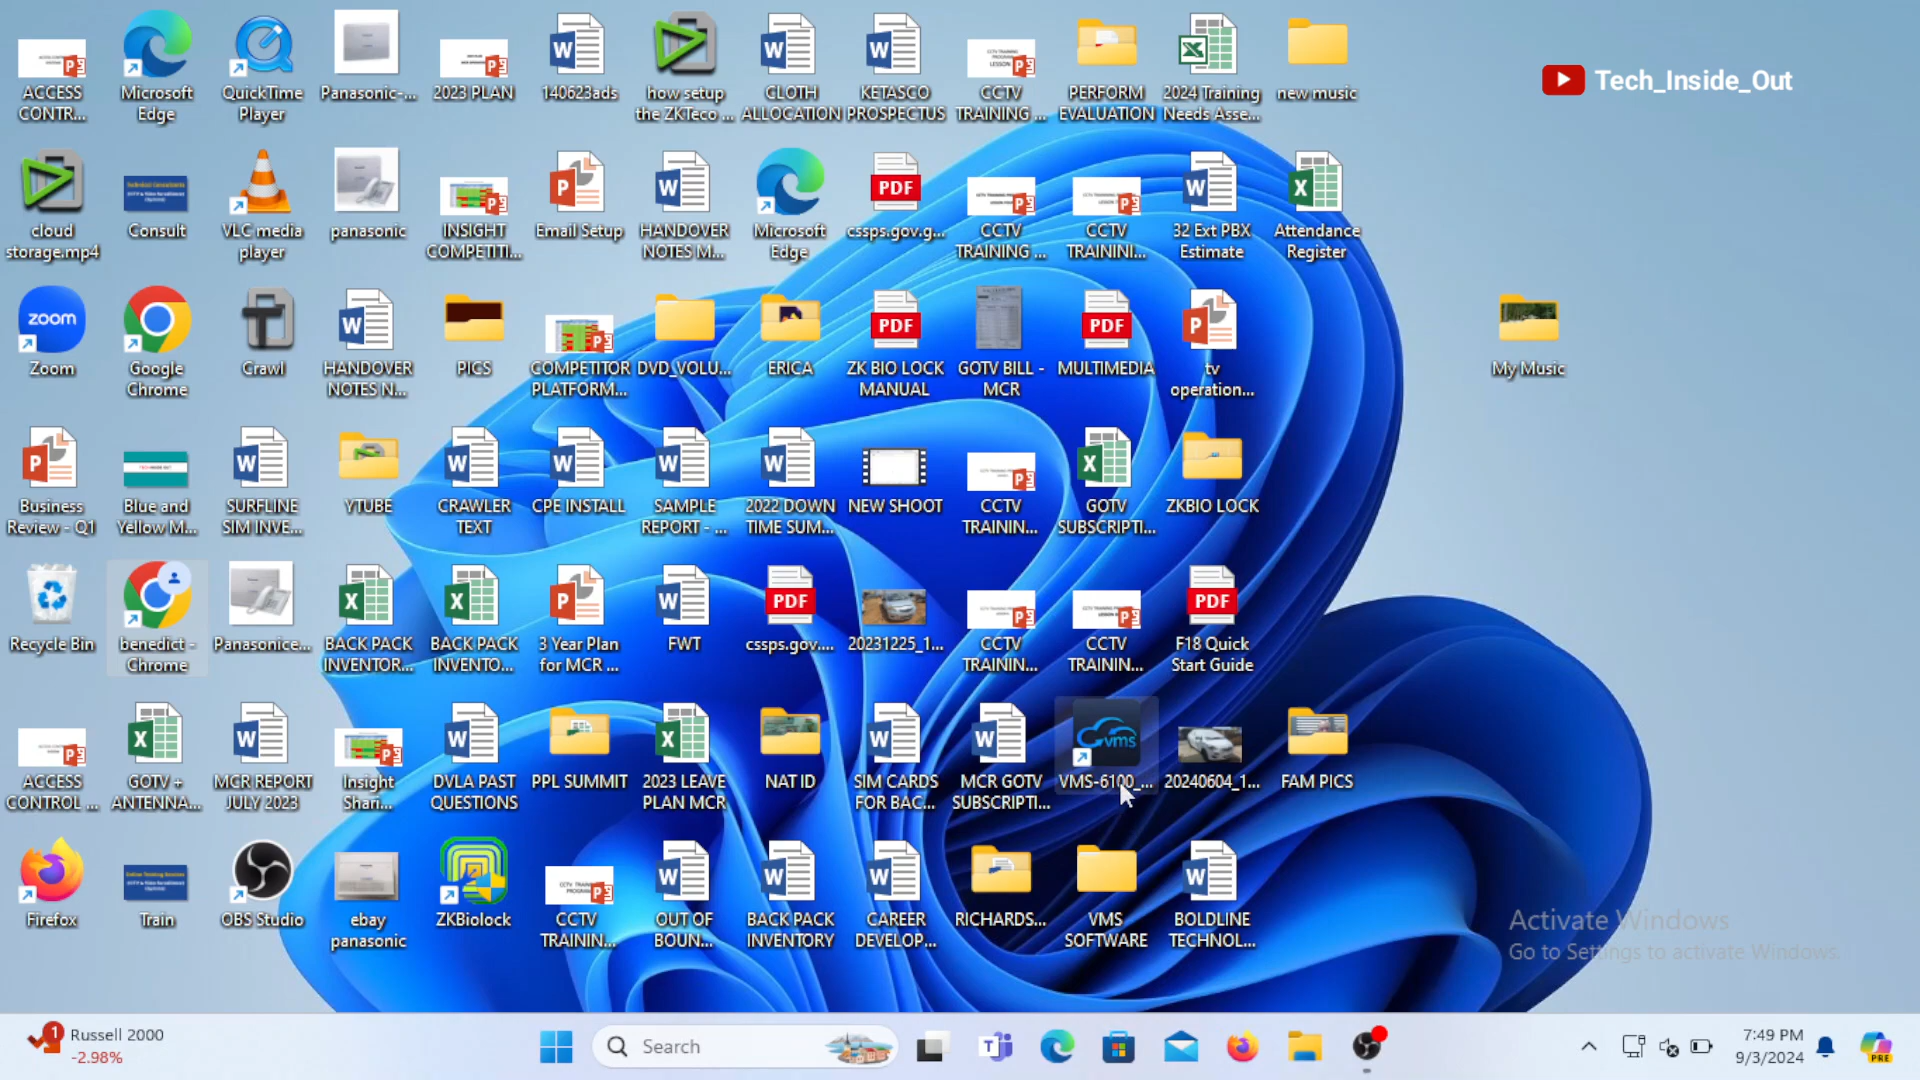 ACCESS
CONTR...
Microsoft
Edge
QuickTime
Player
Panasonic-...
2023 PLAN
140623ads
how setup
the ZKTeco ...
CLOTH
ALLOCATION
KETASCO
PROSPECTUS
CCTV
TRAINING ...
PERFORM
EVALUATION
2024 Training
Needs Asse...
new music
Tech_Inside_Out
cloud
storage.mp4
Consult
VLC media
player
panasonic
INSIGHT
COMPETITI...
Email Setup
HANDOVER
NOTES M...
Microsoft
Edge
PDF
cssps.gov.g...
CCTV
TRAINING ...
CCTV
TRAININI...
32 Ext PBX
Estimate
Attendance
Register
zoom
Zoom
Google
Chrome
Crawl
HANDOVER
NOTES N...
PICS
COMPETITOR
PLATFORM...
DVD_VOLU...
ERICA
PDF
ZK BIO LOCK
MANUAL
GOTV BILL -
MCR
PDF
MULTIMEDIA
tv
operation...
My Music
Business
Review - Q1
Blue and
Yellow M...
SURFLINE
SIM INVE...
YTUBE
CRAWLER
TEXT
CPE INSTALL
SAMPLE
REPORT - ...
2022 DOWN
TIME SUM...
NEW SHOOT
CCTV
TRAININ...
GOTV
SUBSCRIPTI...
ZKBIO LOCK
Recycle Bin
benedict -
Chrome
Panasonice...
BACK PACK
INVENTOR...
BACK PACK
INVENTO...
3 Year Plan
for MCR ...
FWT
PDF
cssps.gov....
20231225_1...
CCTV
TRAININ...
CCTV
TRAININ...
PDF
F18 Quick
Start Guide
ACCESS
CONTROL ...
GOTV +
ANTENNA...
MCR REPORT
JULY 2023
Insight
Shari...
DVLA PAST
QUESTIONS
PPL SUMMIT
2023 LEAVE
PLAN MCR
NAT ID
SIM CARDS
FOR BAC...
MCR GOTV
SUBSCRIPTI...
vms
VMS-6100_...
20240604_1...
FAM PICS
Firefox
Train
OBS Studio
ebay
panasonic
ZKBiolock
CCTV
TRAININ...
OUT OF
BOUN...
BACK PACK
INVENTORY
CAREER
DEVELOP...
RICHARDS...
VMS
SOFTWARE
BOLDLINE
TECHNOL...
Activate Windows
Go to Settings to activate Windows.
1
Russell 2000
-2.98%
Search
7:49 PM
9/3/2024
PRE